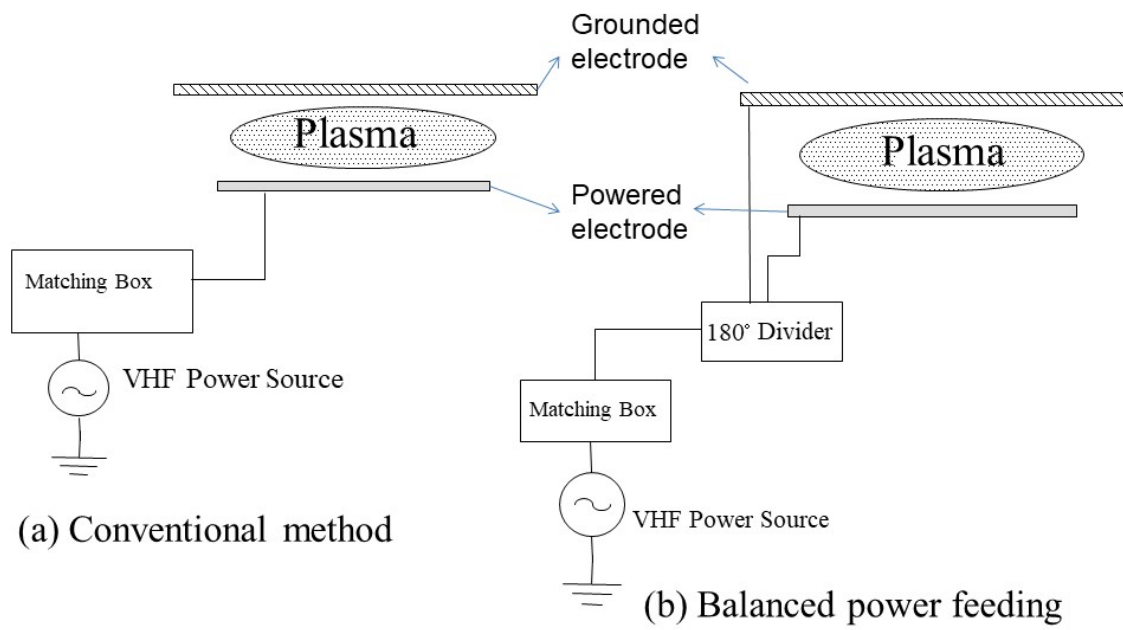 Grounded
electrode
Plasma
Plasma
Powered
electrode
Matching Box
180° Divider
VHF Power Source
Matching Box
VHF Power Source
(a) Conventional method
(b) Balanced power feeding